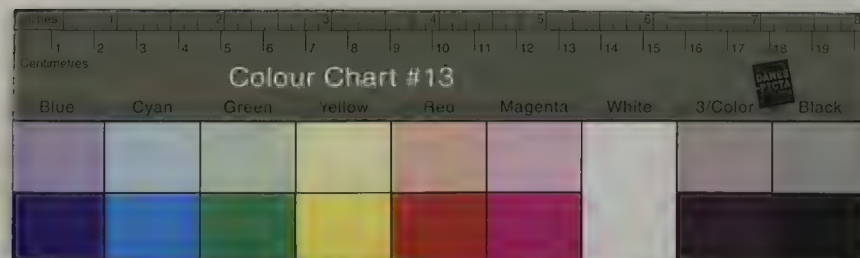 Inches 1 2 3 4 5 6 7 8
1 2 3 4 5 6 7 8 9 10 11 12 13 14 15 16 17 18 19
Centimetres
Colour Chart #13
DANES
-PICTA
Blue Cyan Green Yellow Red Magenta White 3/Color Black